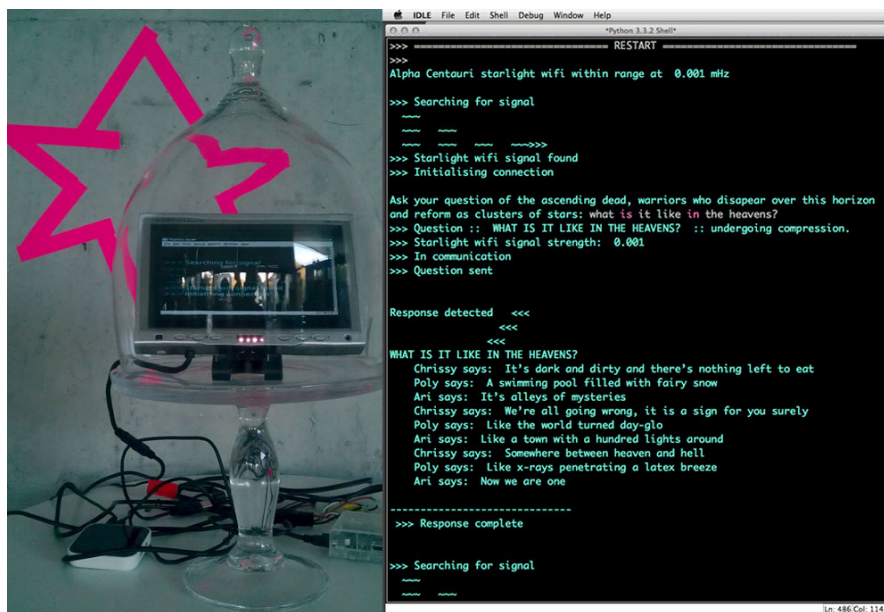 IDLE File Edit Shell Debug Window Help
*Python 3.3.2 Shell*
>>> ================================ RESTART ================================
>>>
Alpha Centauri starlight wifi within range at  0.001 mHz
>>> Searching for signal
~~~
~~~   ~~~
~~~   ~~~   ~~~   ~~~>>>
>>> Starlight wifi signal found
>>> Initialising connection
Ask your question of the ascending dead, warriors who disapear over this horizon
and reform as clusters of stars: what is it like in the heavens?
>>> Question ::  WHAT IS IT LIKE IN THE HEAVENS?  :: undergoing compression.
>>> Starlight wifi signal strength:  0.001
>>> In communication
>>> Question sent
Response detected   <<<
<<<
<<<
WHAT IS IT LIKE IN THE HEAVENS?
Chrissy says:  It's dark and dirty and there's nothing left to eat
Poly says:  A swimming pool filled with fairy snow
Ari says:  It's alleys of mysteries
Chrissy says:  We're all going wrong, it is a sign for you surely
Poly says:  Like the world turned day-glo
Ari says:  Like a town with a hundred lights around
Chrissy says:  Somewhere between heaven and hell
Poly says:  Like x-rays penetrating a latex breeze
Ari says:  Now we are one
------------------------------
>>> Response complete
>>> Searching for signal
~~~
~~~   ~~~
Ln: 486 Col: 114
>>> Searching for signal